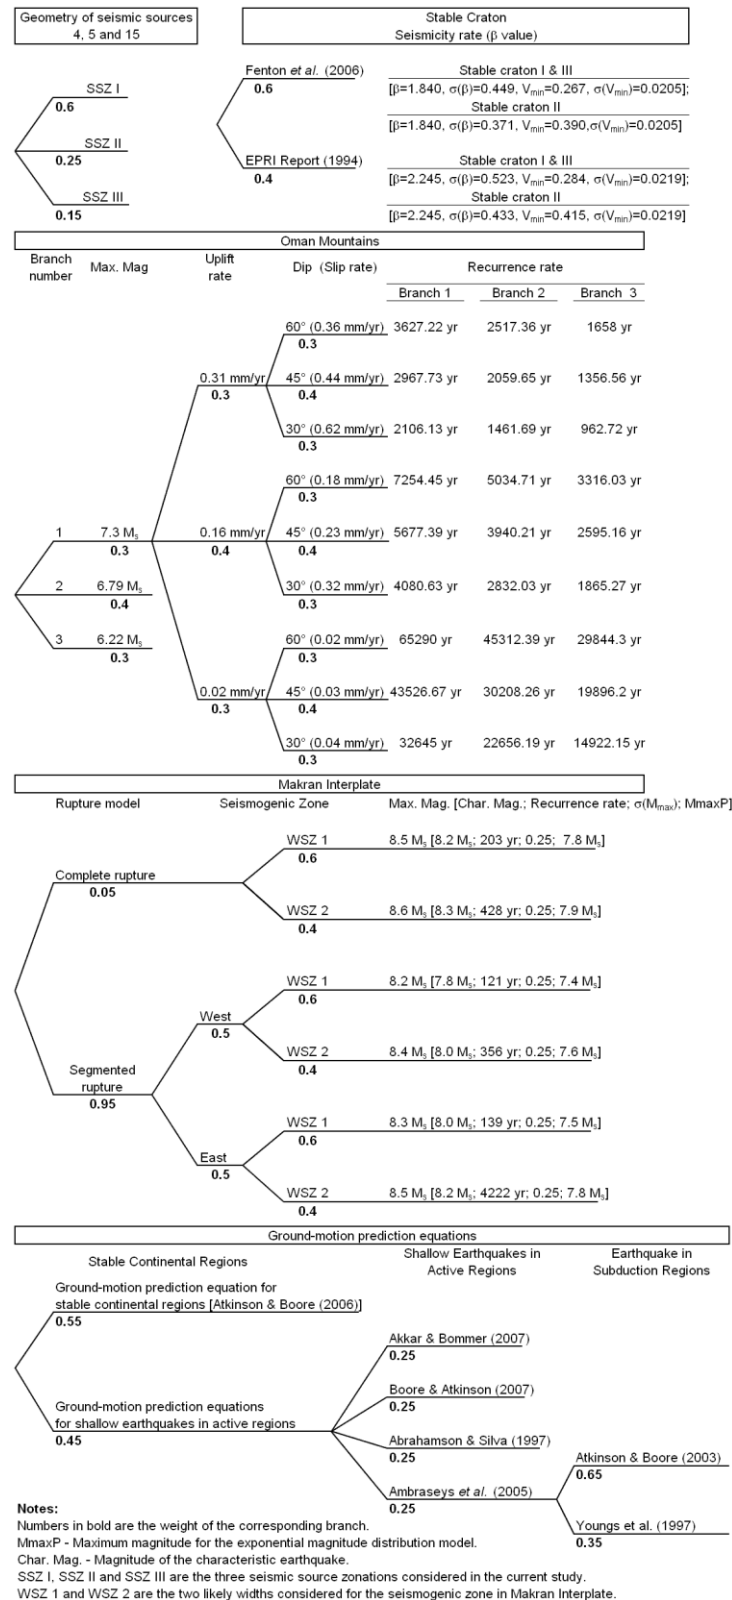 Geometry of seismic sources
4, 5 and 15
Stable Craton
Seismicity rate (β value)
SSZ I
0.6
SSZ II
0.25
SSZ III
0.15
Fenton et al. (2006)
0.6
Stable craton I & III
[β=1.840, σ(β)=0.449, Vmin=0.267, σ(Vmin)=0.0205];
Stable craton II
[β=1.840, σ(β)=0.371, Vmin=0.390,σ(Vmin)=0.0205]
EPRI Report (1994)
0.4
Stable craton I & III
[β=2.245, σ(β)=0.523, Vmin=0.284, σ(Vmin)=0.0219];
Stable craton II
[β=2.245, σ(β)=0.433, Vmin=0.415, σ(Vmin)=0.0219]
Oman Mountains
Branch number Max. Mag Uplift rate Dip (Slip rate) Recurrence rate
Branch 1 Branch 2 Branch 3
60° (0.36 mm/yr) 3627.22 yr 2517.36 yr 1658 yr
0.3
0.31 mm/yr 45° (0.44 mm/yr) 2967.73 yr 2059.65 yr 1356.56 yr
0.3 0.4
30° (0.62 mm/yr) 2106.13 yr 1461.69 yr 962.72 yr
0.3
60° (0.18 mm/yr) 7254.45 yr 5034.71 yr 3316.03 yr
0.3
1 7.3 Ms 0.16 mm/yr 45° (0.23 mm/yr) 5677.39 yr 3940.21 yr 2595.16 yr
0.3 0.4 0.4
2 6.79 Ms 30° (0.32 mm/yr) 4080.63 yr 2832.03 yr 1865.27 yr
0.4 0.3
3 6.22 Ms 60° (0.02 mm/yr) 65290 yr 45312.39 yr 29844.3 yr
0.3 0.3
0.02 mm/yr 45° (0.03 mm/yr) 43526.67 yr 30208.26 yr 19896.2 yr
0.3 0.4
30° (0.04 mm/yr) 32645 yr 22656.19 yr 14922.15 yr
0.3
Makran Interplate
Rupture model Seismogenic Zone Max. Mag. [Char. Mag.; Recurrence rate; σ(Mmax); MmaxP]
WSZ 1 8.5 Ms [8.2 Ms; 203 yr; 0.25; 7.8 Ms]
0.6
Complete rupture
0.05
WSZ 2 8.6 Ms [8.3 Ms; 428 yr; 0.25; 7.9 Ms]
0.4
WSZ 1 8.2 Ms [7.8 Ms; 121 yr; 0.25; 7.4 Ms]
0.6
West
0.5
WSZ 2 8.4 Ms [8.0 Ms; 356 yr; 0.25; 7.6 Ms]
0.4
Segmented
rupture
0.95
WSZ 1 8.3 Ms [8.0 Ms; 139 yr; 0.25; 7.5 Ms]
0.6
East
0.5
WSZ 2 8.5 Ms [8.2 Ms; 4222 yr; 0.25; 7.8 Ms]
0.4
Ground-motion prediction equations
Stable Continental Regions
Shallow Earthquakes in
Active Regions
Earthquake in
Subduction Regions
Ground-motion prediction equation for
stable continental regions [Atkinson & Boore (2006)]
0.55
Akkar & Bommer (2007)
0.25
Boore & Atkinson (2007)
0.25
Ground-motion prediction equations
for shallow earthquakes in active regions
0.45
Abrahamson & Silva (1997)
0.25
Atkinson & Boore (2003)
0.65
Ambraseys et al. (2005)
0.25
Youngs et al. (1997)
0.35
Notes:
Numbers in bold are the weight of the corresponding branch.
MmaxP - Maximum magnitude for the exponential magnitude distribution model.
Char. Mag. - Magnitude of the characteristic earthquake.
SSZ I, SSZ II and SSZ III are the three seismic source zonations considered in the current study.
WSZ 1 and WSZ 2 are the two likely widths considered for the seismogenic zone in Makran Interplate.